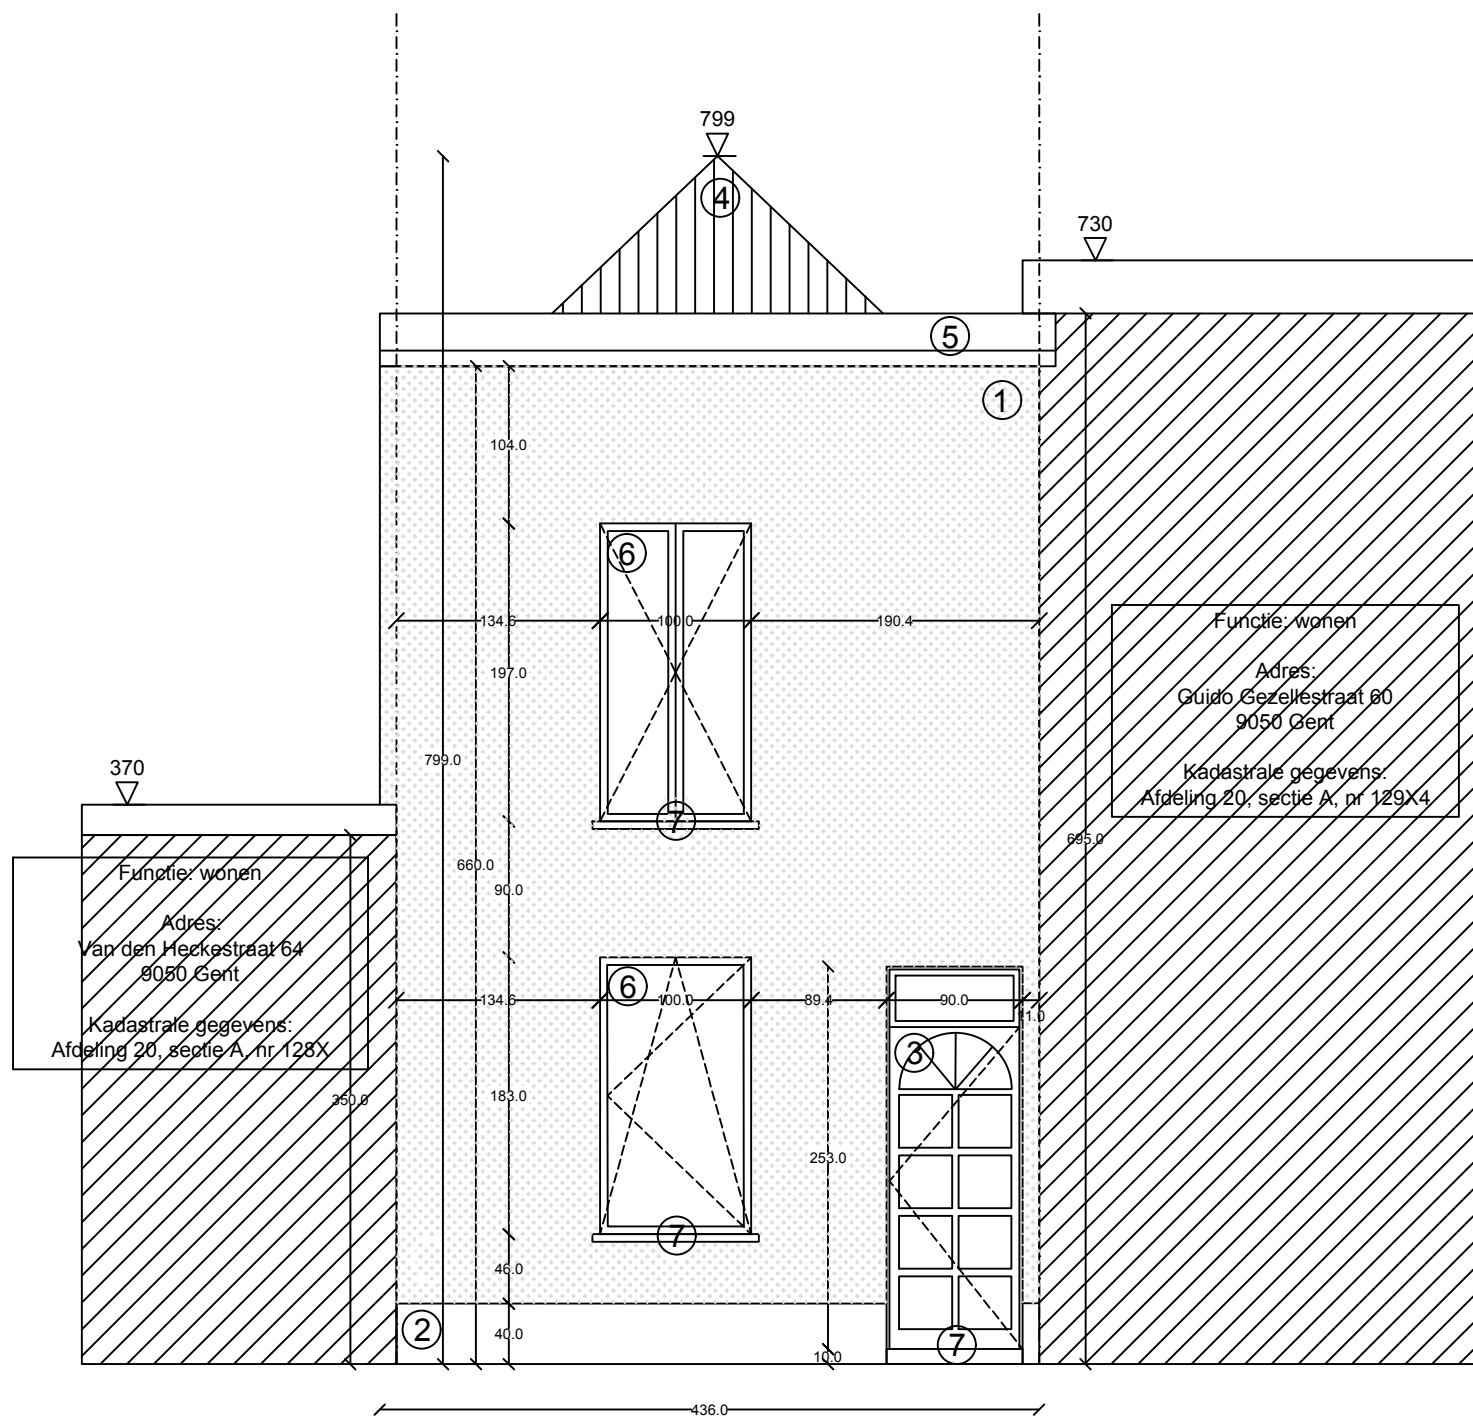 799
4
730
5
1
104.0
6
134.6
100.0
190.4
Functie: wonen
Adres:
Guido Gezellestraat 60
9050 Gent
Kadastrale gegevens:
Afdeling 20, sectie A, nr 129X4
197.0
799.0
370
7
695.0
660.0
90.0
Functie: wonen
Adres:
Van den Heckestraat 64
9050 Gent
Kadastrale gegevens:
Afdeling 20, sectie A, nr 128X
6
134.6
100.0
89.4
90.0
11.0
3
350.0
183.0
253.0
7
46.0
2
40.0
10.0
7
436.0